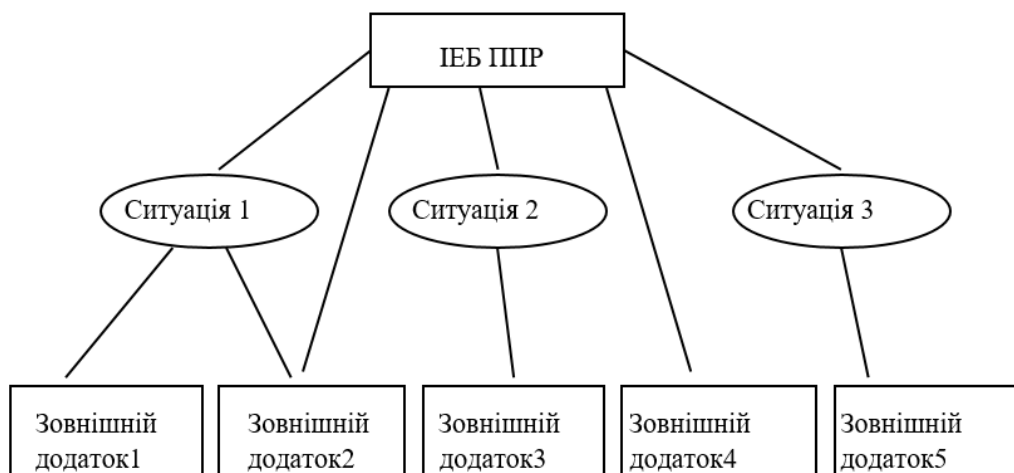 ІЕБ ППР
Ситуація 1
Ситуація 2
Ситуація 3
Зовнішній
додаток1
Зовнішній
додаток2
Зовнішній
додаток3
Зовнішній
додаток4
Зовнішній
додаток5